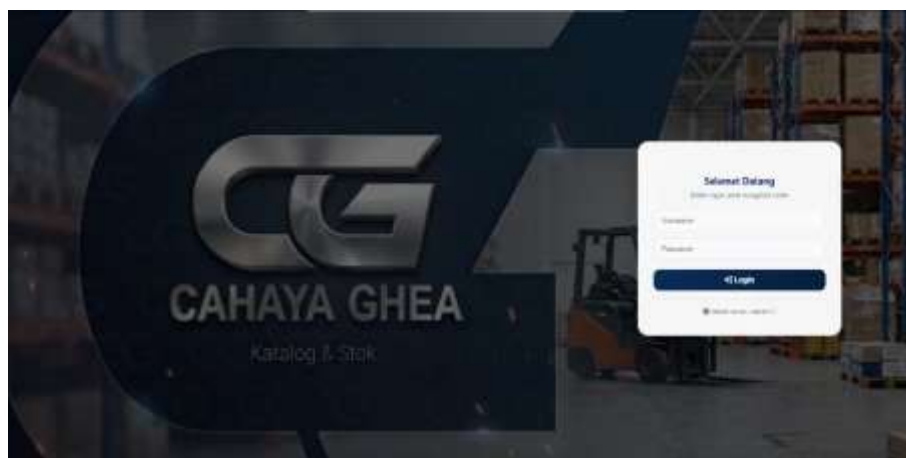 CG
CAHAYA GHEA
Katalog & Stok
Selamat Datang
Username
Password
Login